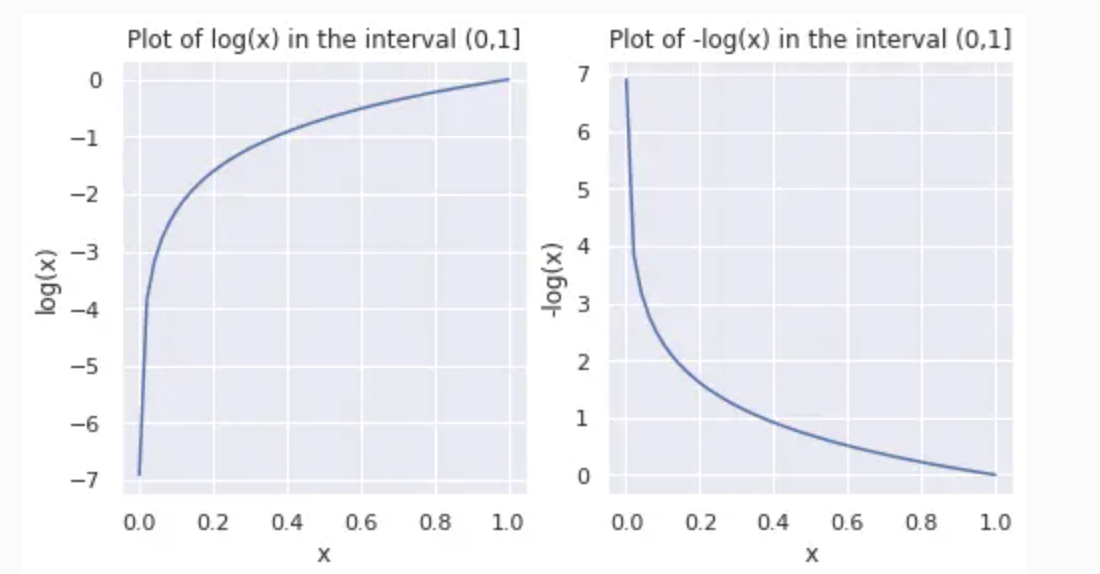 Plot of log(x) in the interval (0,1]
0
−1
−2
−3
−4
−5
−6
−7
log(x)
0.0 0.2 0.4 0.6 0.8 1.0
x
Plot of -log(x) in the interval (0,1]
7
6
5
4
3
2
1
0
-log(x)
0.0 0.2 0.4 0.6 0.8 1.0
x